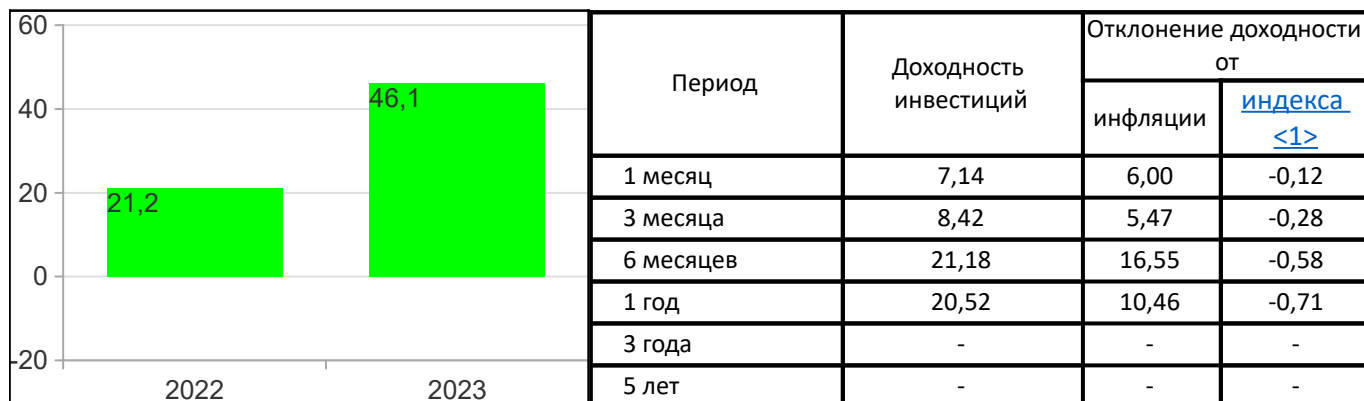 60
40
20
0
-20
21,2
46,1
2022
2023
Период
Доходность
инвестиций
Отклонение доходности
от
инфляции
индекса
<1>
1 месяц 7,14 6,00 -0,12
3 месяца 8,42 5,47 -0,28
6 месяцев 21,18 16,55 -0,58
1 год 20,52 10,46 -0,71
3 года - - -
5 лет - - -